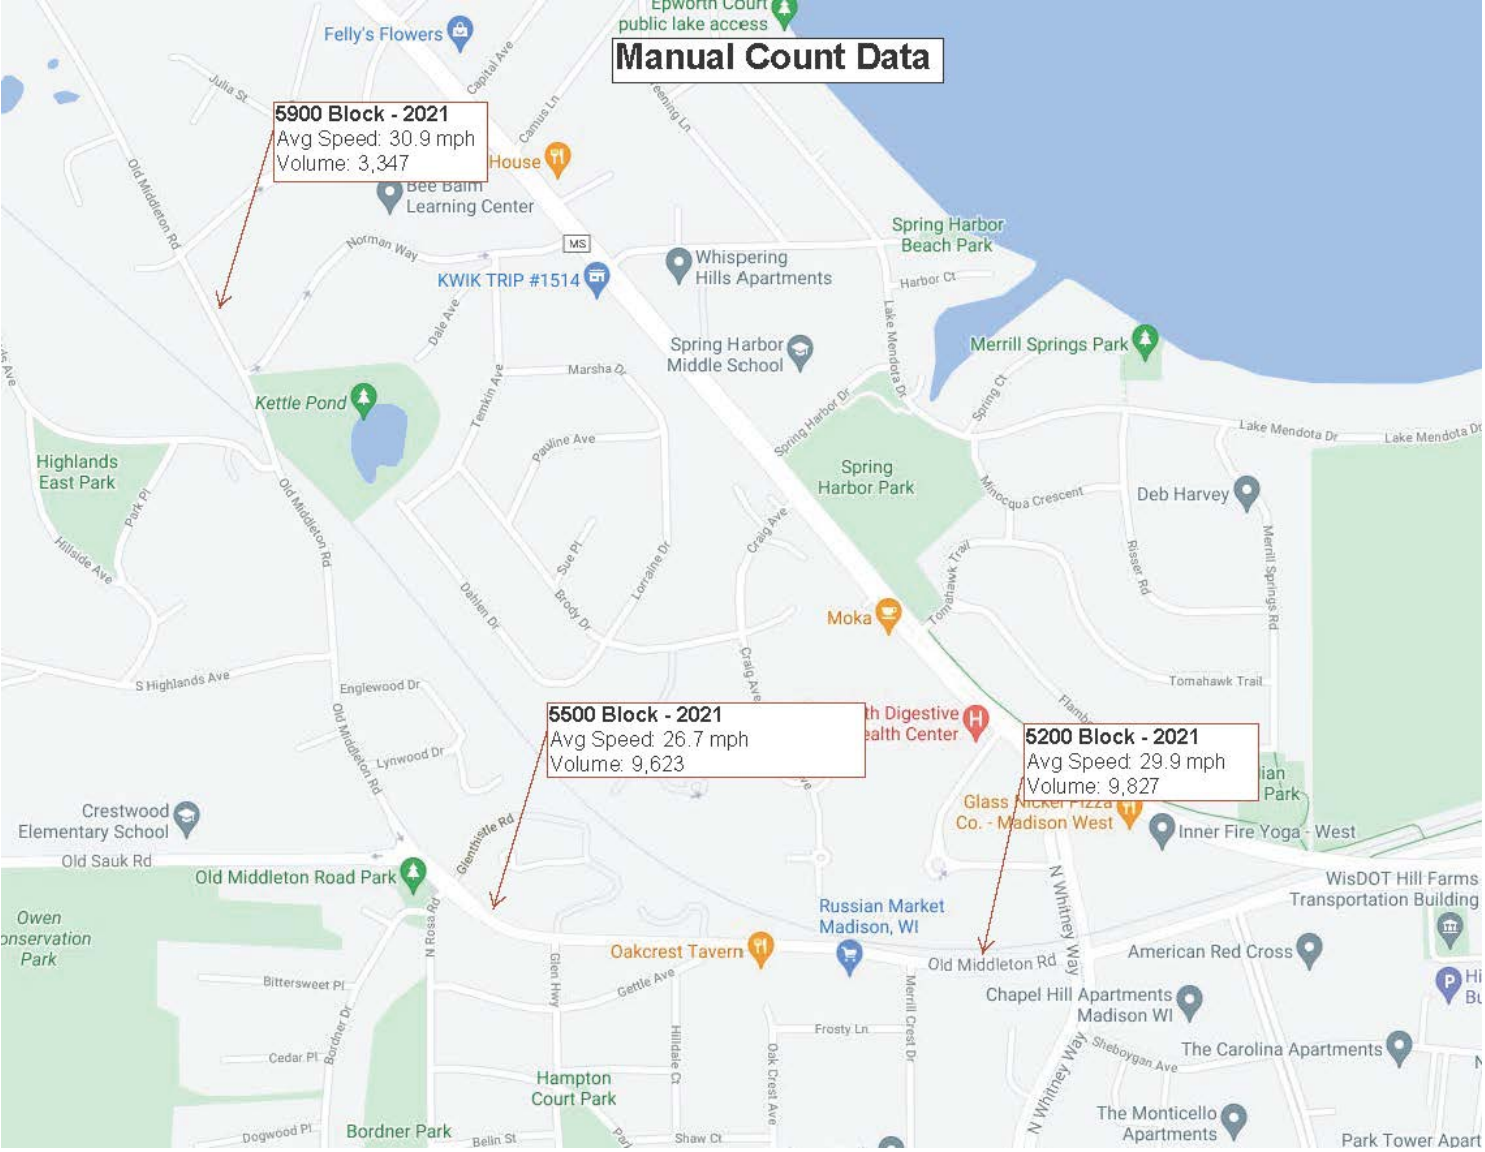 Epworth Court
public lake access
Felly's Flowers
Manual Count Data
Capital Ave
Julia St
Camus Ln
5900 Block - 2021
Avg Speed: 30.9 mph
Volume: 3,347
House
Bee Balm
Learning Center
Old Middleton Rd
Norman Way
MS
Spring Harbor
Beach Park
Whispering
Hills Apartments
KWIK TRIP #1514
Harbor Ct
Dale Ave
Lake Mendota Dr
Spring Harbor
Middle School
Merrill Springs Park
Marsha Dr
Temkin Ave
Spring Ct
Kettle Pond
Spring Harbor Dr
Pauline Ave
Lake Mendota Dr
Lake Mendota Dr
Highlands
East Park
Park Pl
Spring
Harbor Park
Minocqua Crescent
Deb Harvey
Old Middleton Rd
Craig Ave
Hillside Ave
Sue Pl
Lorraine Dr
Tomahawk Trail
Risser Rd
Merrill Springs Rd
Dahlen Dr
Brody Dr
Moka
Craig Ave
S Highlands Ave
Englewood Dr
Tomahawk Trail
Old Middleton Rd
5500 Block - 2021
Avg Speed: 26.7 mph
Volume: 9,623
th Digestive
ealth Center
5200 Block - 2021
Avg Speed: 29.9 mph
Volume: 9,827
Lynwood Dr
Park
Glass Nickel Pizza
Co. - Madison West
Crestwood
Elementary School
Glenthistle Rd
Inner Fire Yoga - West
Old Sauk Rd
Old Middleton Road Park
WisDOT Hill Farms
Transportation Building
N Whitney Way
Owen
onservation
Park
N Rosa Rd
Russian Market
Madison, WI
Oakcrest Tavern
Old Middleton Rd
American Red Cross
Glen Hwy
Gettle Ave
Bittersweet Pl
Merrill Crest Dr
Chapel Hill Apartments
Madison WI
P
Bordner Dr
Frosty Ln
Hilldale Ct
Oak Crest Ave
Cedar Pl
N Whitney Way
Sheboygan Ave
The Carolina Apartments
Hampton
Court Park
Dogwood Pl
Bordner Park
Belin St
Shaw Ct
The Monticello
Apartments
Park Tower Apart